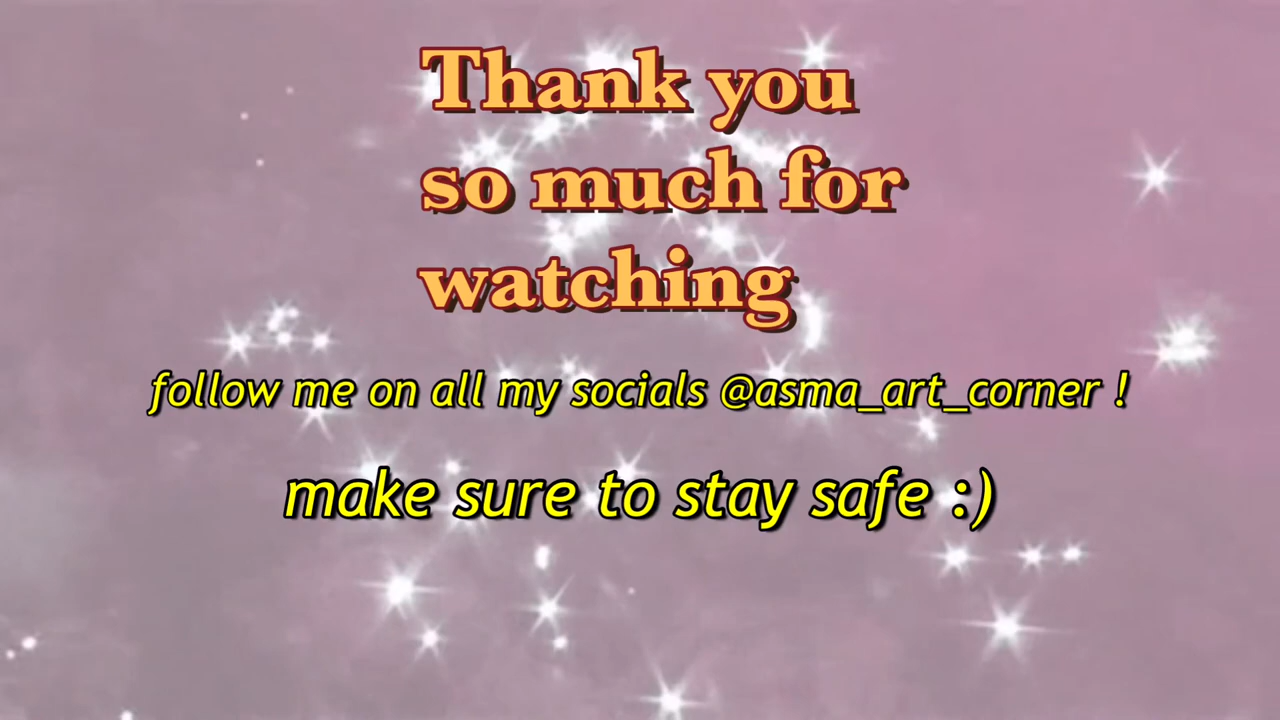 Thank you
so much for
watching
follow me on all my socials @asma_art_corner !
make sure to stay safe :)